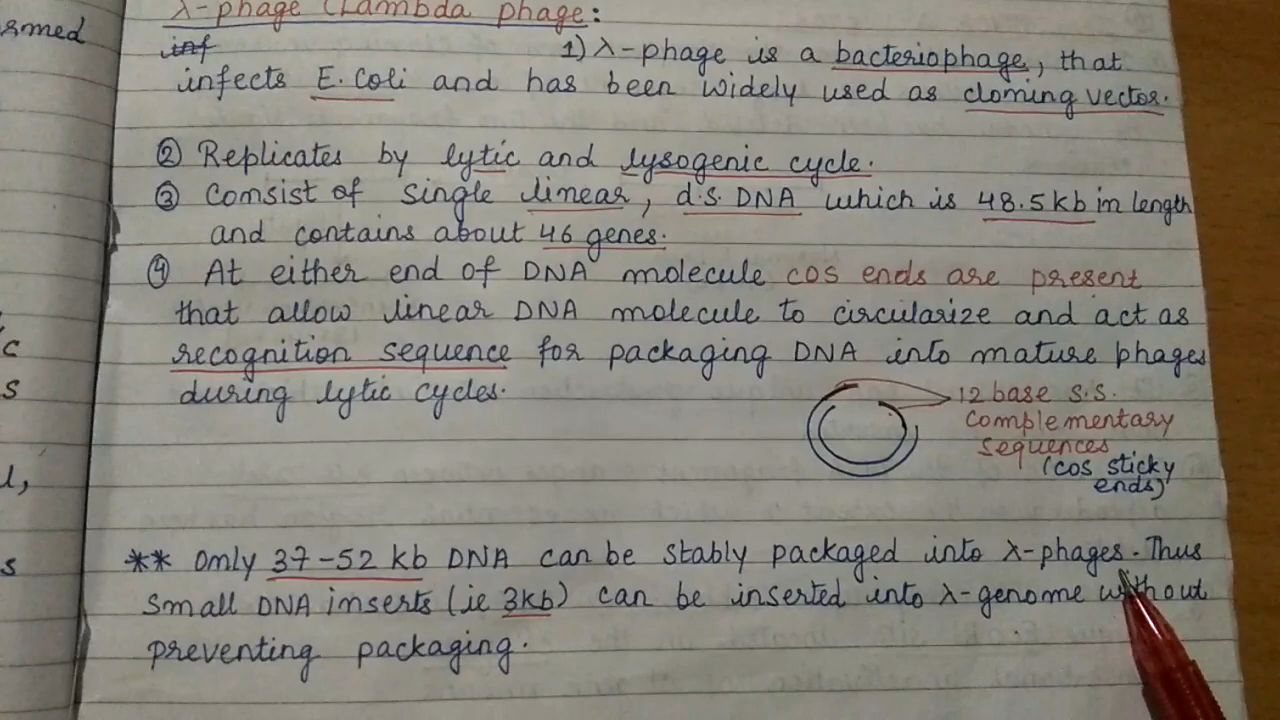 λ-phage (Lambda phage:
inf
1) λ-phage is a bacteriophage, that
infects E. Coli and has been widely used as cloming vector.
② Replicates by lytic and lysogenic cycle.
③ Consist of single linear, d.s. DNA which is 48.5 kb in length
and contains about 46 genes.
④ At either end of DNA molecule cos ends are present
that allow linear DNA molecule to circularize and act as
recognition sequence for packaging DNA into mature phages
during lytic cycles.
12 base s.s.
Complementary
sequences
(cos sticky
ends)
** Only 37-52 kb DNA can be stably packaged into λ-phages. Thus
small DNA inserts (ie 3kb) can be inserted into λ-genome without
preventing packaging.